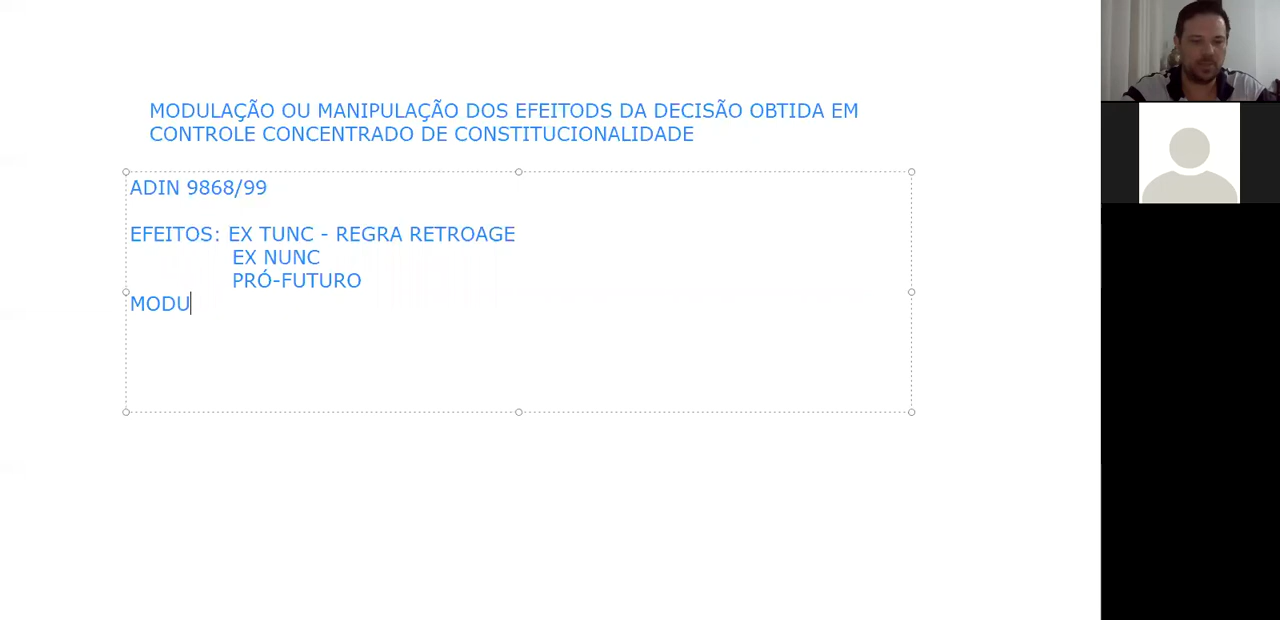 MODULAÇÃO OU MANIPULAÇÃO DOS EFEITODS DA DECISÃO OBTIDA EM
CONTROLE CONCENTRADO DE CONSTITUCIONALIDADE
ADIN 9868/99
EFEITOS: EX TUNC - REGRA RETROAGE
EX NUNC
PRÓ-FUTURO
MODU